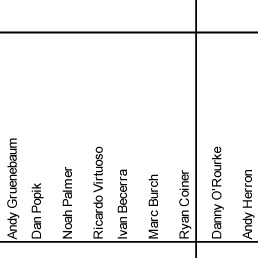 Andy Gruenebaum
Dan Popik
Noah Palmer
Ricardo Virtuoso
Ivan Becerra
Marc Burch
Ryan Coiner
Danny O'Rourke
Andy Herron